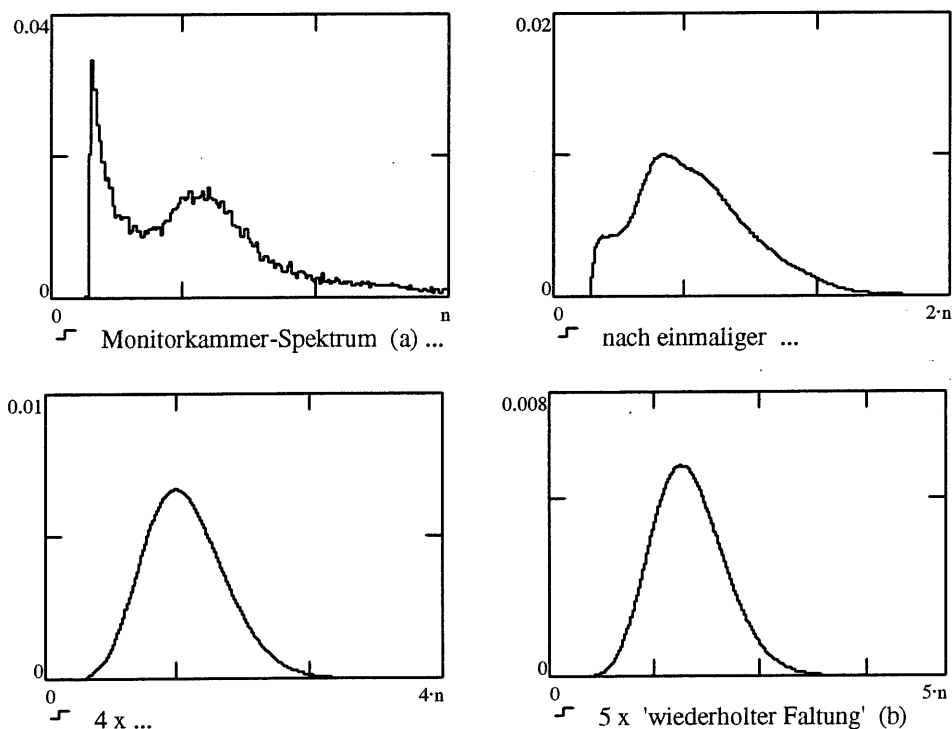 0.04
0
0
n
Monitorkammer-Spektrum (a) ...
0.02
0
0
2·n
nach einmaliger ...
0.01
0
0
4·n
4 x ...
0.008
0
0
5·n
5 x 'wiederholter Faltung' (b)